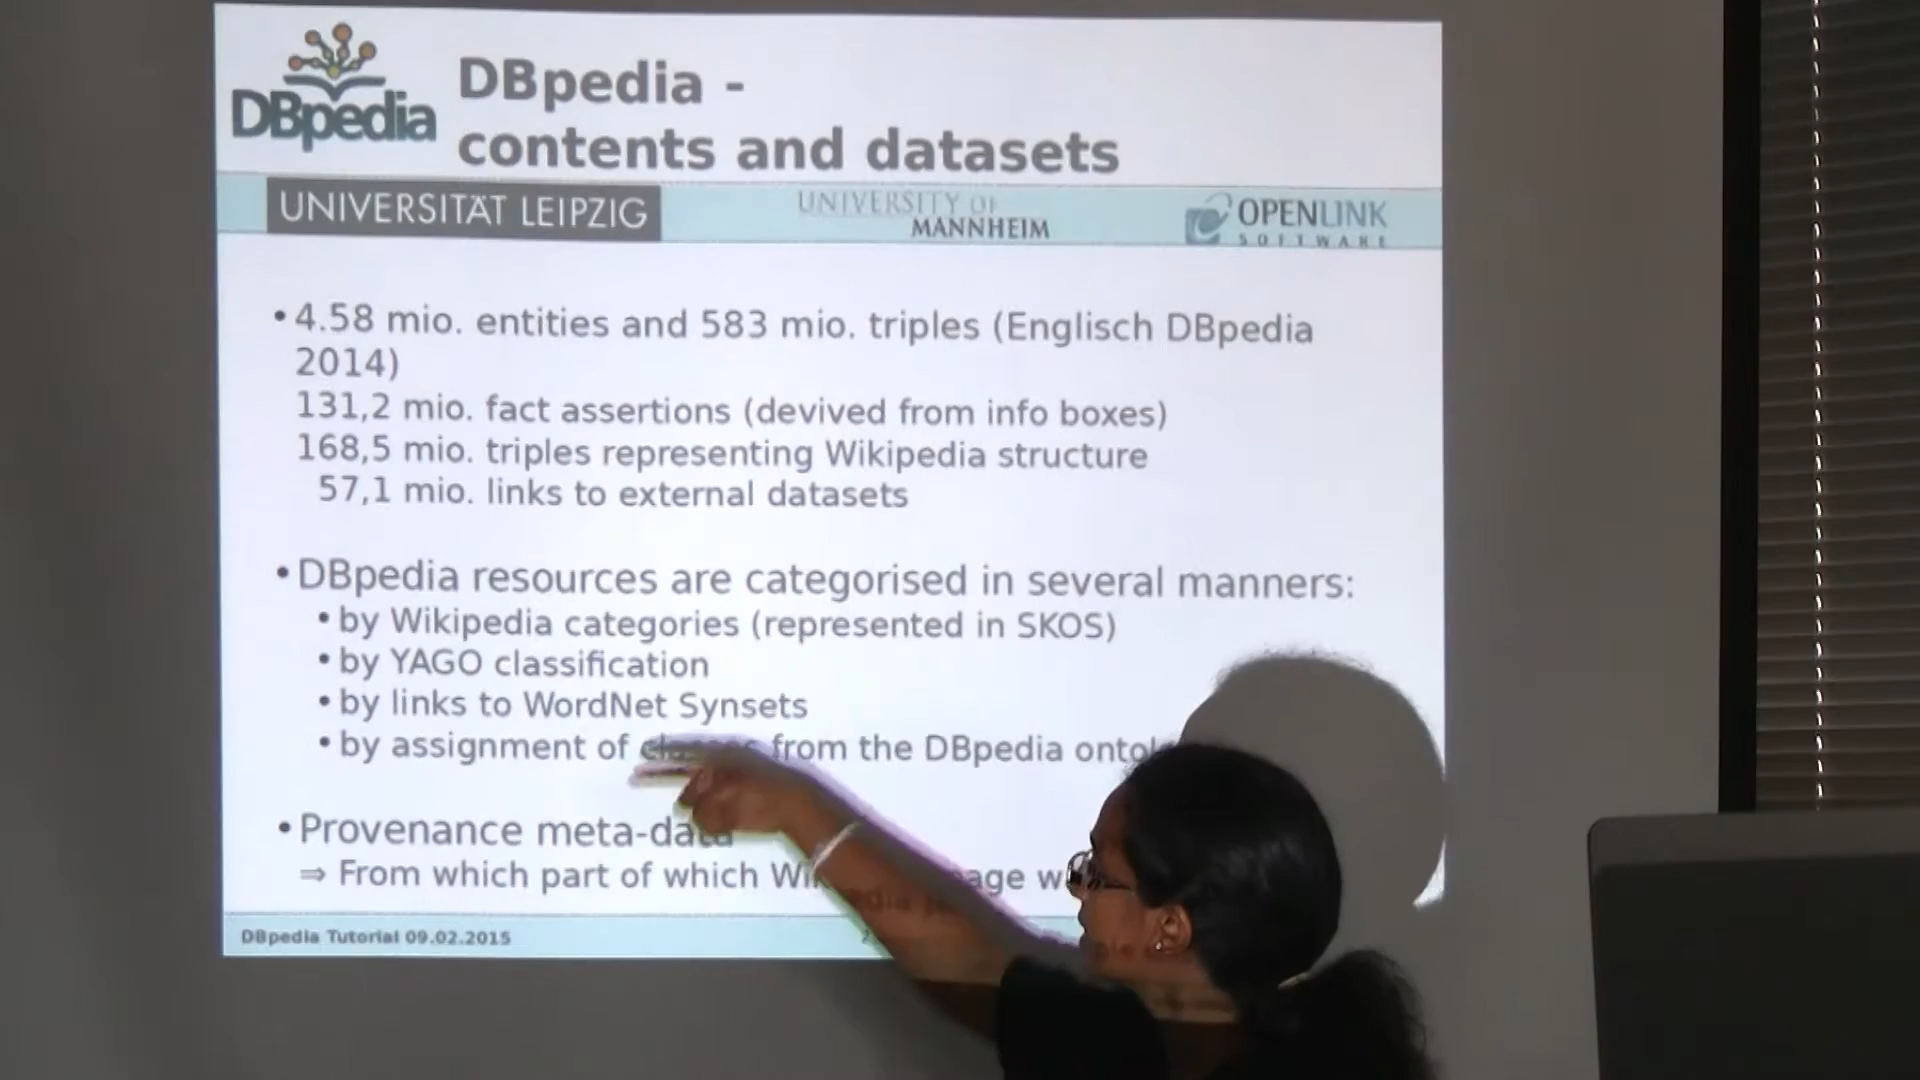 DBpedia
DBpedia -
contents and datasets
UNIVERSITÄT LEIPZIG
UNIVERSITY OF
MANNHEIM
OPENLINK
SOFTWARE
•4.58 mio. entities and 583 mio. triples (Englisch DBpedia
2014)
131,2 mio. fact assertions (devived from info boxes)
168,5 mio. triples representing Wikipedia structure
57,1 mio. links to external datasets
•DBpedia resources are categorised in several manners:
•by Wikipedia categories (represented in SKOS)
•by YAGO classification
•by links to WordNet Synsets
•by assignment of classes from the DBpedia
•Provenance meta-data
⇒ From which part of which
DBpedia Tutorial 09.02.2015